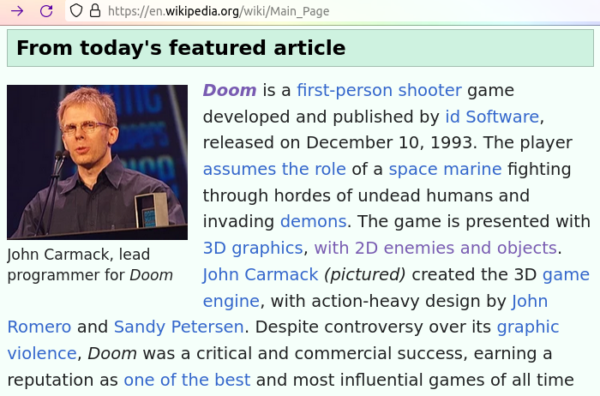 https://en.wikipedia.org/wiki/Main_Page
From today's featured article
Doom is a first-person shooter game
developed and published by id Software,
released on December 10, 1993. The player
assumes the role of a space marine fighting
through hordes of undead humans and
invading demons. The game is presented with
3D graphics, with 2D enemies and objects.
John Carmack, lead
programmer for Doom
John Carmack (pictured) created the 3D game
engine, with action-heavy design by John
Romero and Sandy Petersen. Despite controversy over its graphic
violence, Doom was a critical and commercial success, earning a
reputation as one of the best and most influential games of all time